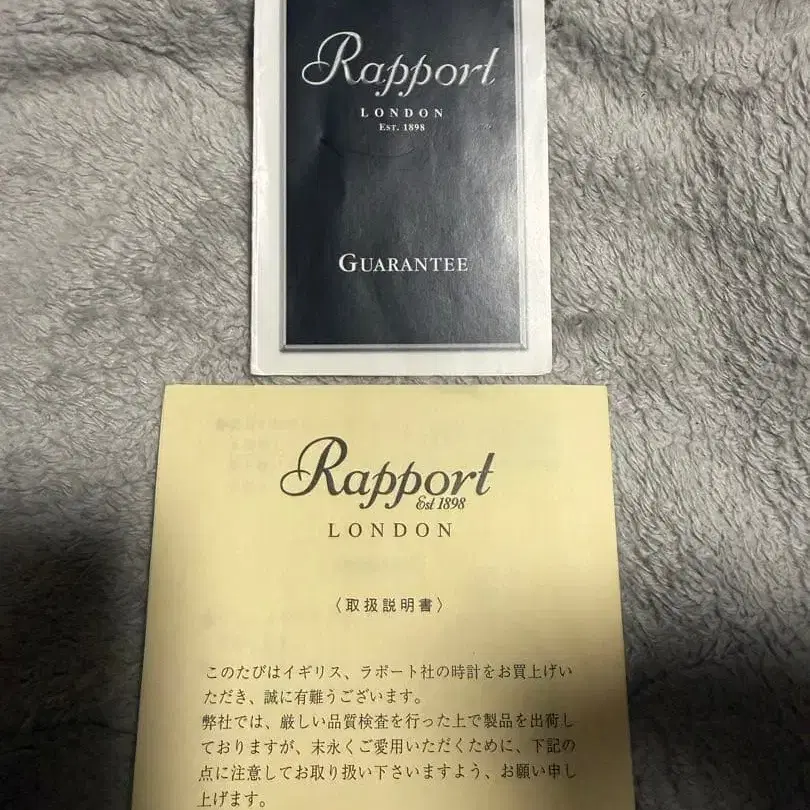 Rapport
LONDON
EST. 1898
GUARANTEE
Rapport
Est 1898
LONDON
〈取扱説明書〉
このたびはイギリス、ラポート社の時計をお買上げい
ただき、誠に有難うございます。
弊社では、厳しい品質検査を行った上で製品を出荷し
ておりますが、末永くご愛用いただくために、下記の
点に注意してお取り扱い下さいますよう、お願い申し
上げます。